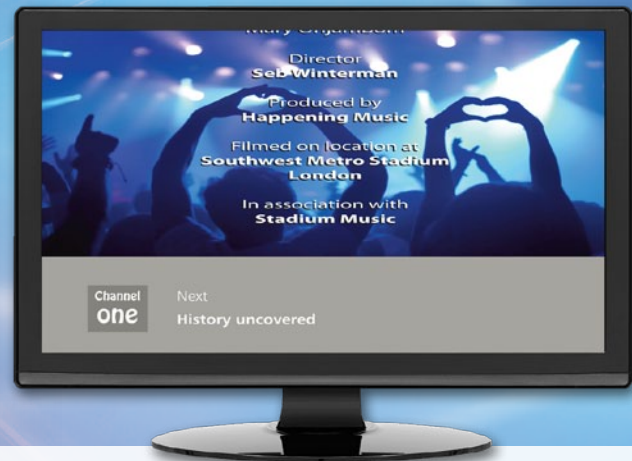 Director
Seb Winterman
Produced by
Happening Music
Filmed on location at
Southwest Metro Stadium
London
In association with
Stadium Music
Channel
one
Next
History uncovered